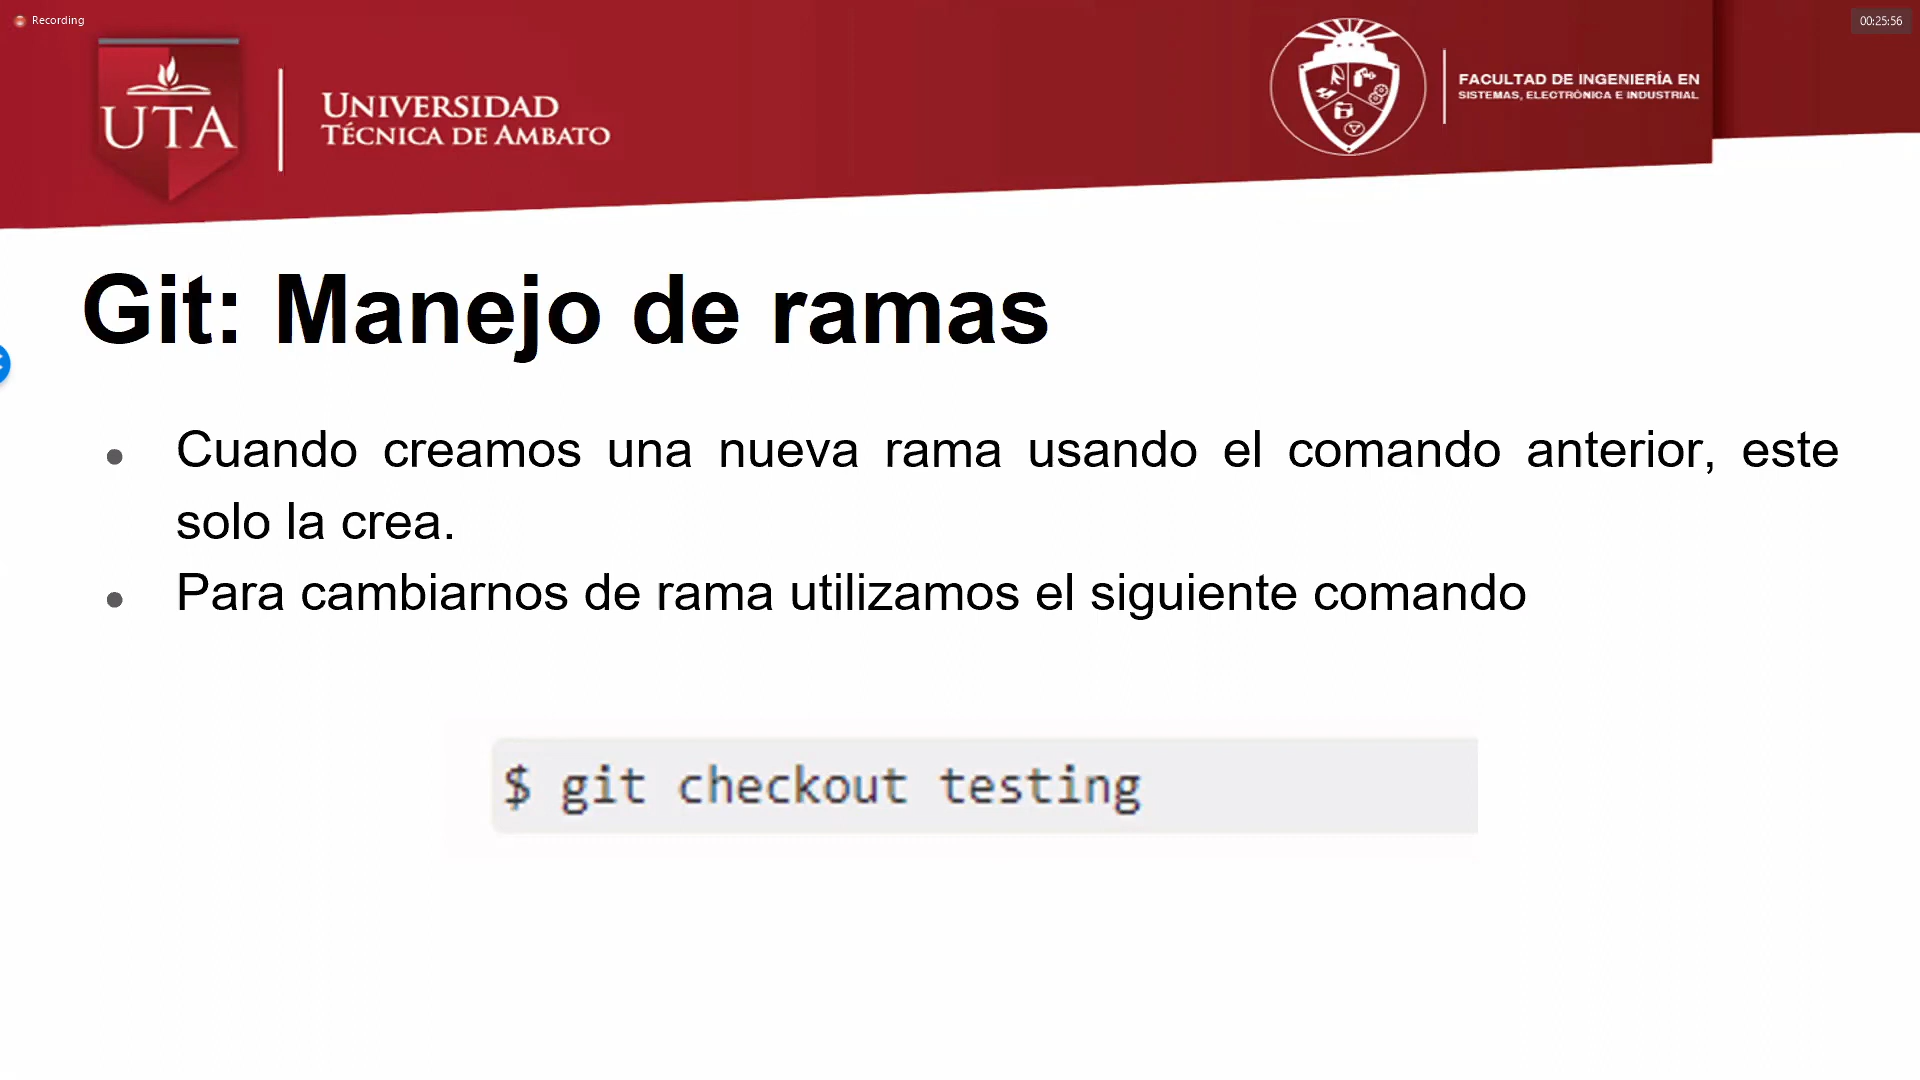 Recording
00:25:56
UTA
UNIVERSIDAD
TÉCNICA DE AMBATO
FACULTAD DE INGENIERÍA EN
SISTEMAS, ELECTRÓNICA E INDUSTRIAL
Git: Manejo de ramas
● Cuando creamos una nueva rama usando el comando anterior, este
solo la crea.
● Para cambiarnos de rama utilizamos el siguiente comando
$ git checkout testing